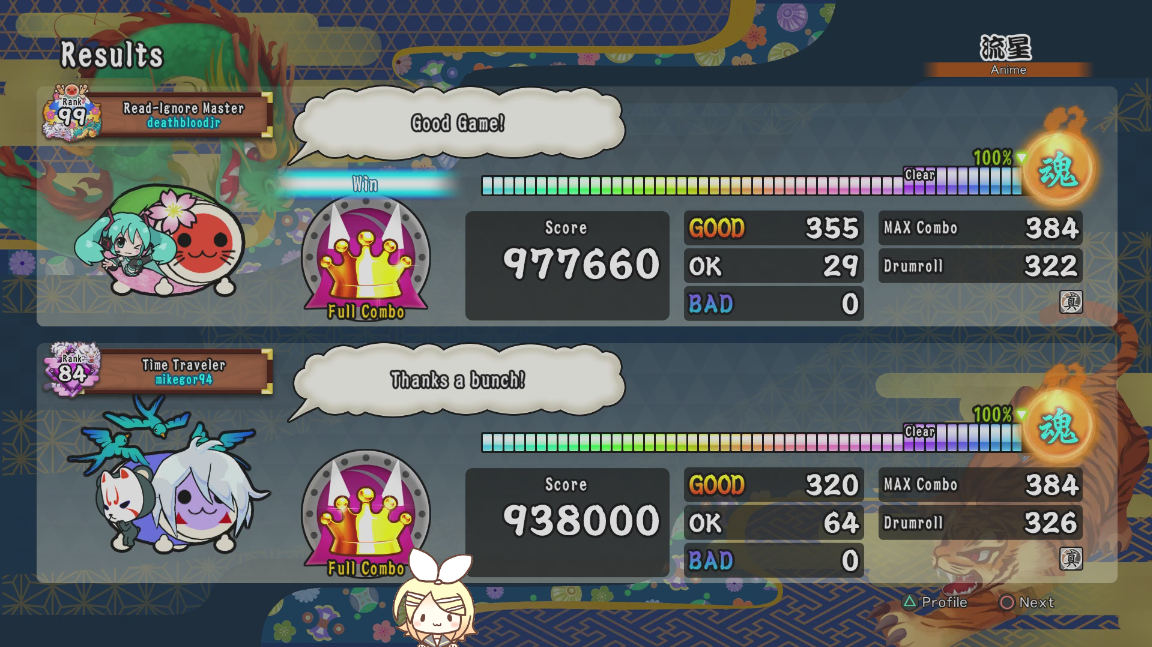 Results
流星
Anime
Rank
99
Read-Ignore Master
deathbloodjr
Good Game!
Win
Full Combo
100%
Clear
魂
Score
977660
GOOD 355
OK 29
BAD 0
MAX Combo 384
Drumroll 322
真
Rank
84
Time Traveler
mikegor94
Thanks a bunch!
Full Combo
100%
Clear
魂
Score
938000
GOOD 320
OK 64
BAD 0
MAX Combo 384
Drumroll 326
真
Profile Next